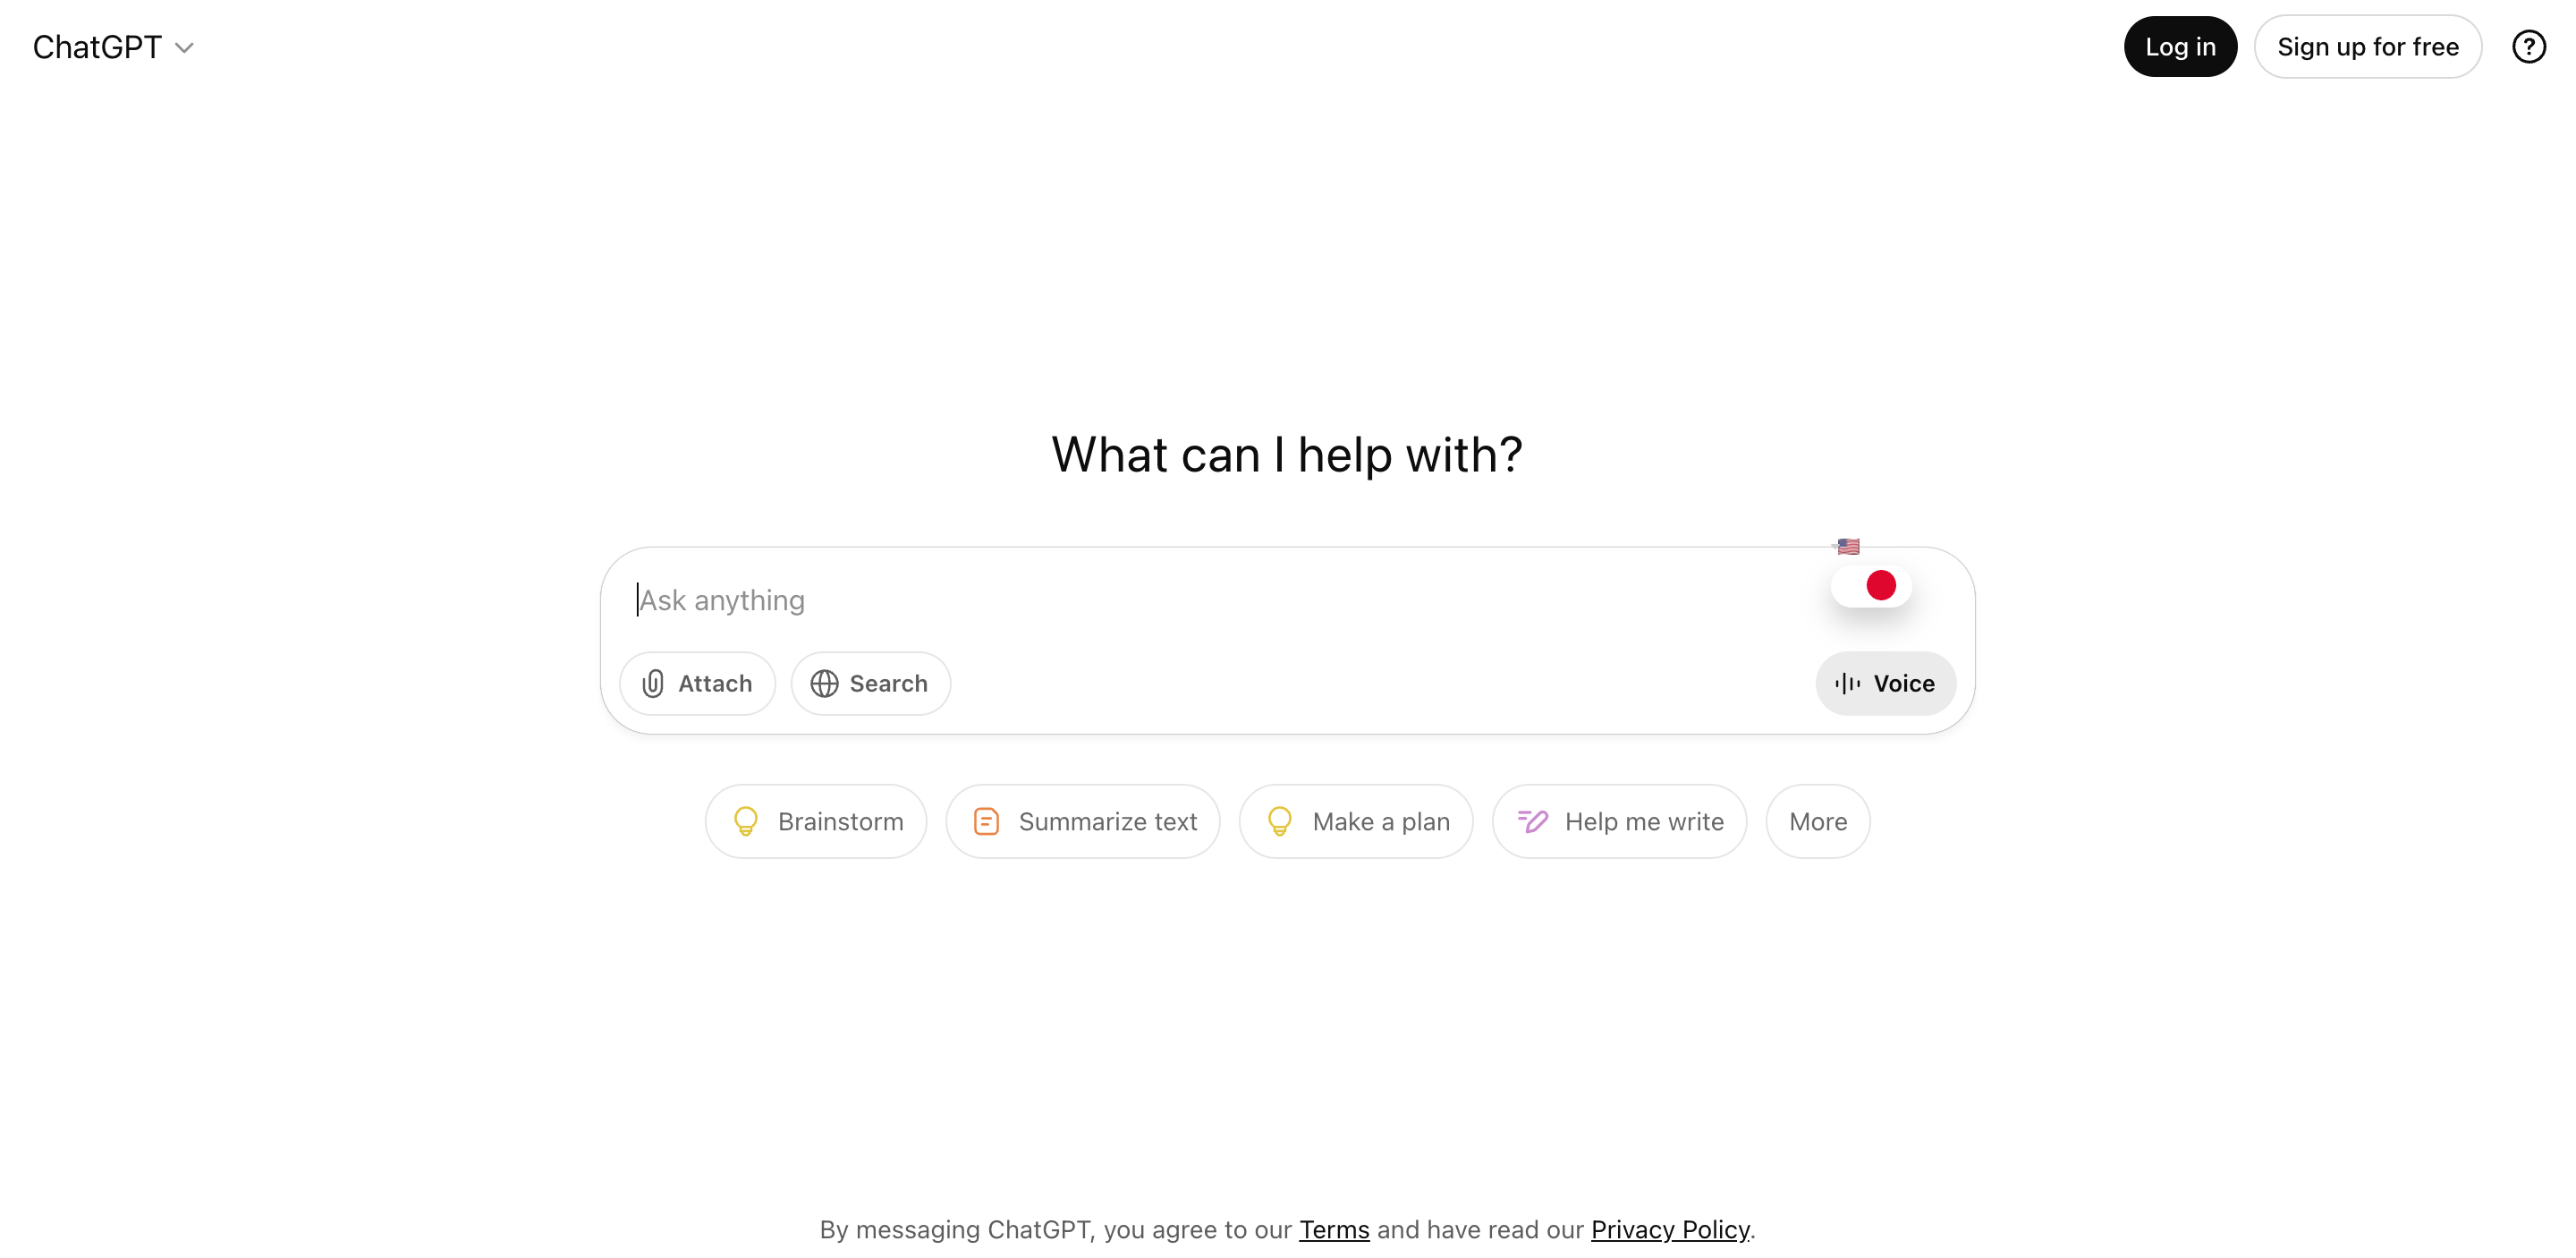 ChatGPT
Log in
Sign up for free
?
What can I help with?
Ask anything
Attach
Search
Voice
Brainstorm
Summarize text
Make a plan
Help me write
More
By messaging ChatGPT, you agree to our Terms and have read our Privacy Policy.